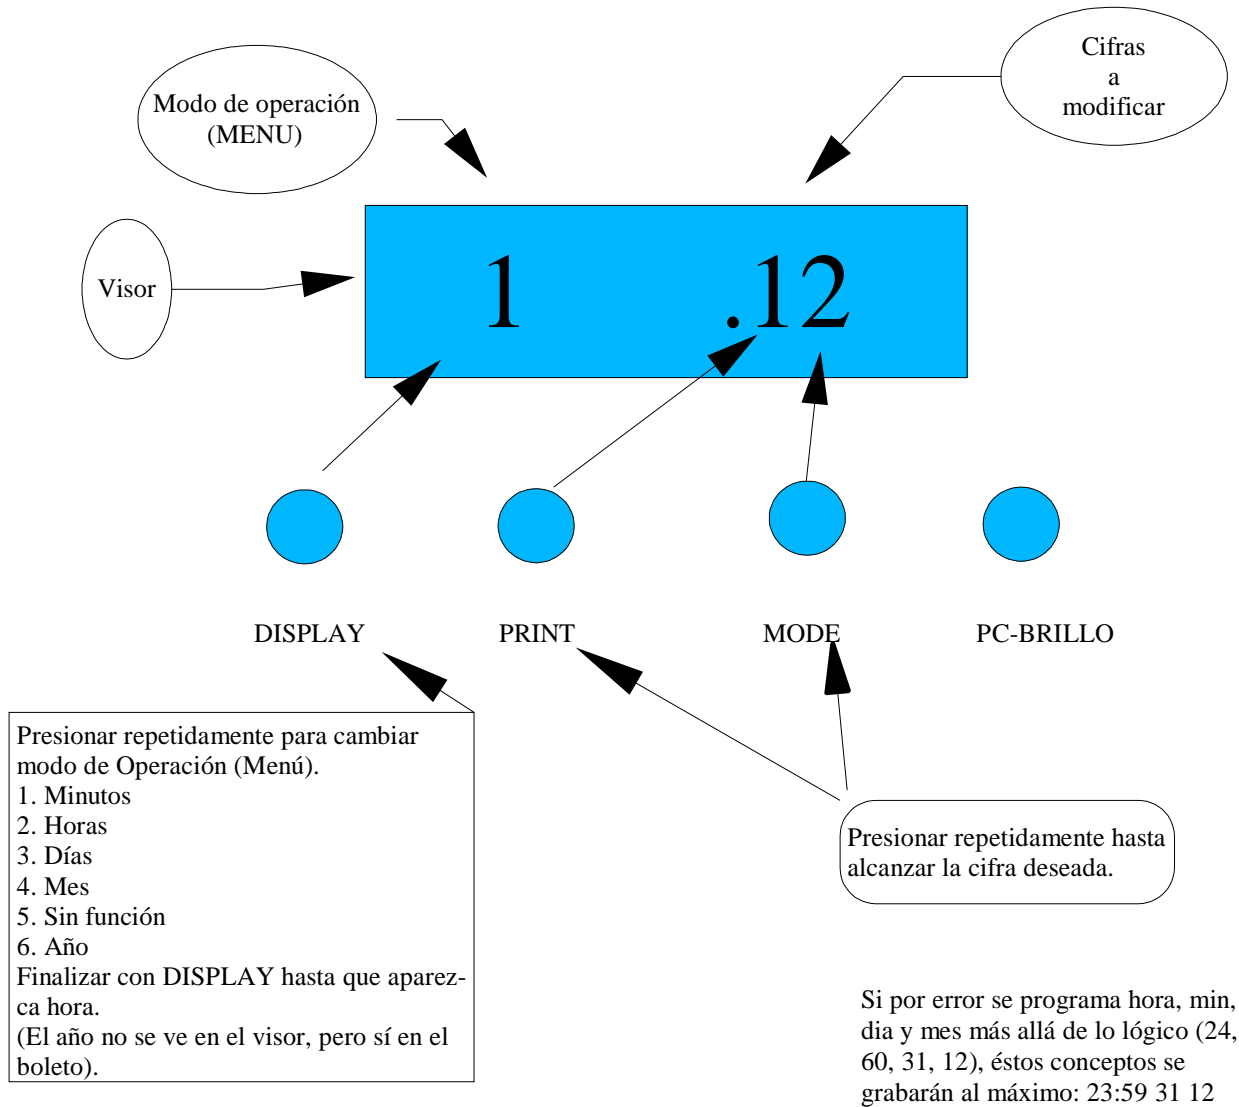 Cifras
a
modificar
Modo de operación
(MENU)
Visor
1 .12
DISPLAY PRINT MODE PC-BRILLO
Presionar repetidamente para cambiar
modo de Operación (Menú).
1. Minutos
2. Horas
3. Días
4. Mes
5. Sin función
6. Año
Finalizar con DISPLAY hasta que aparez-
ca hora.
(El año no se ve en el visor, pero sí en el
boleto).
Presionar repetidamente hasta
alcanzar la cifra deseada.
Si por error se programa hora, min,
dia y mes más allá de lo lógico (24,
60, 31, 12), éstos conceptos se
grabarán al máximo: 23:59 31 12